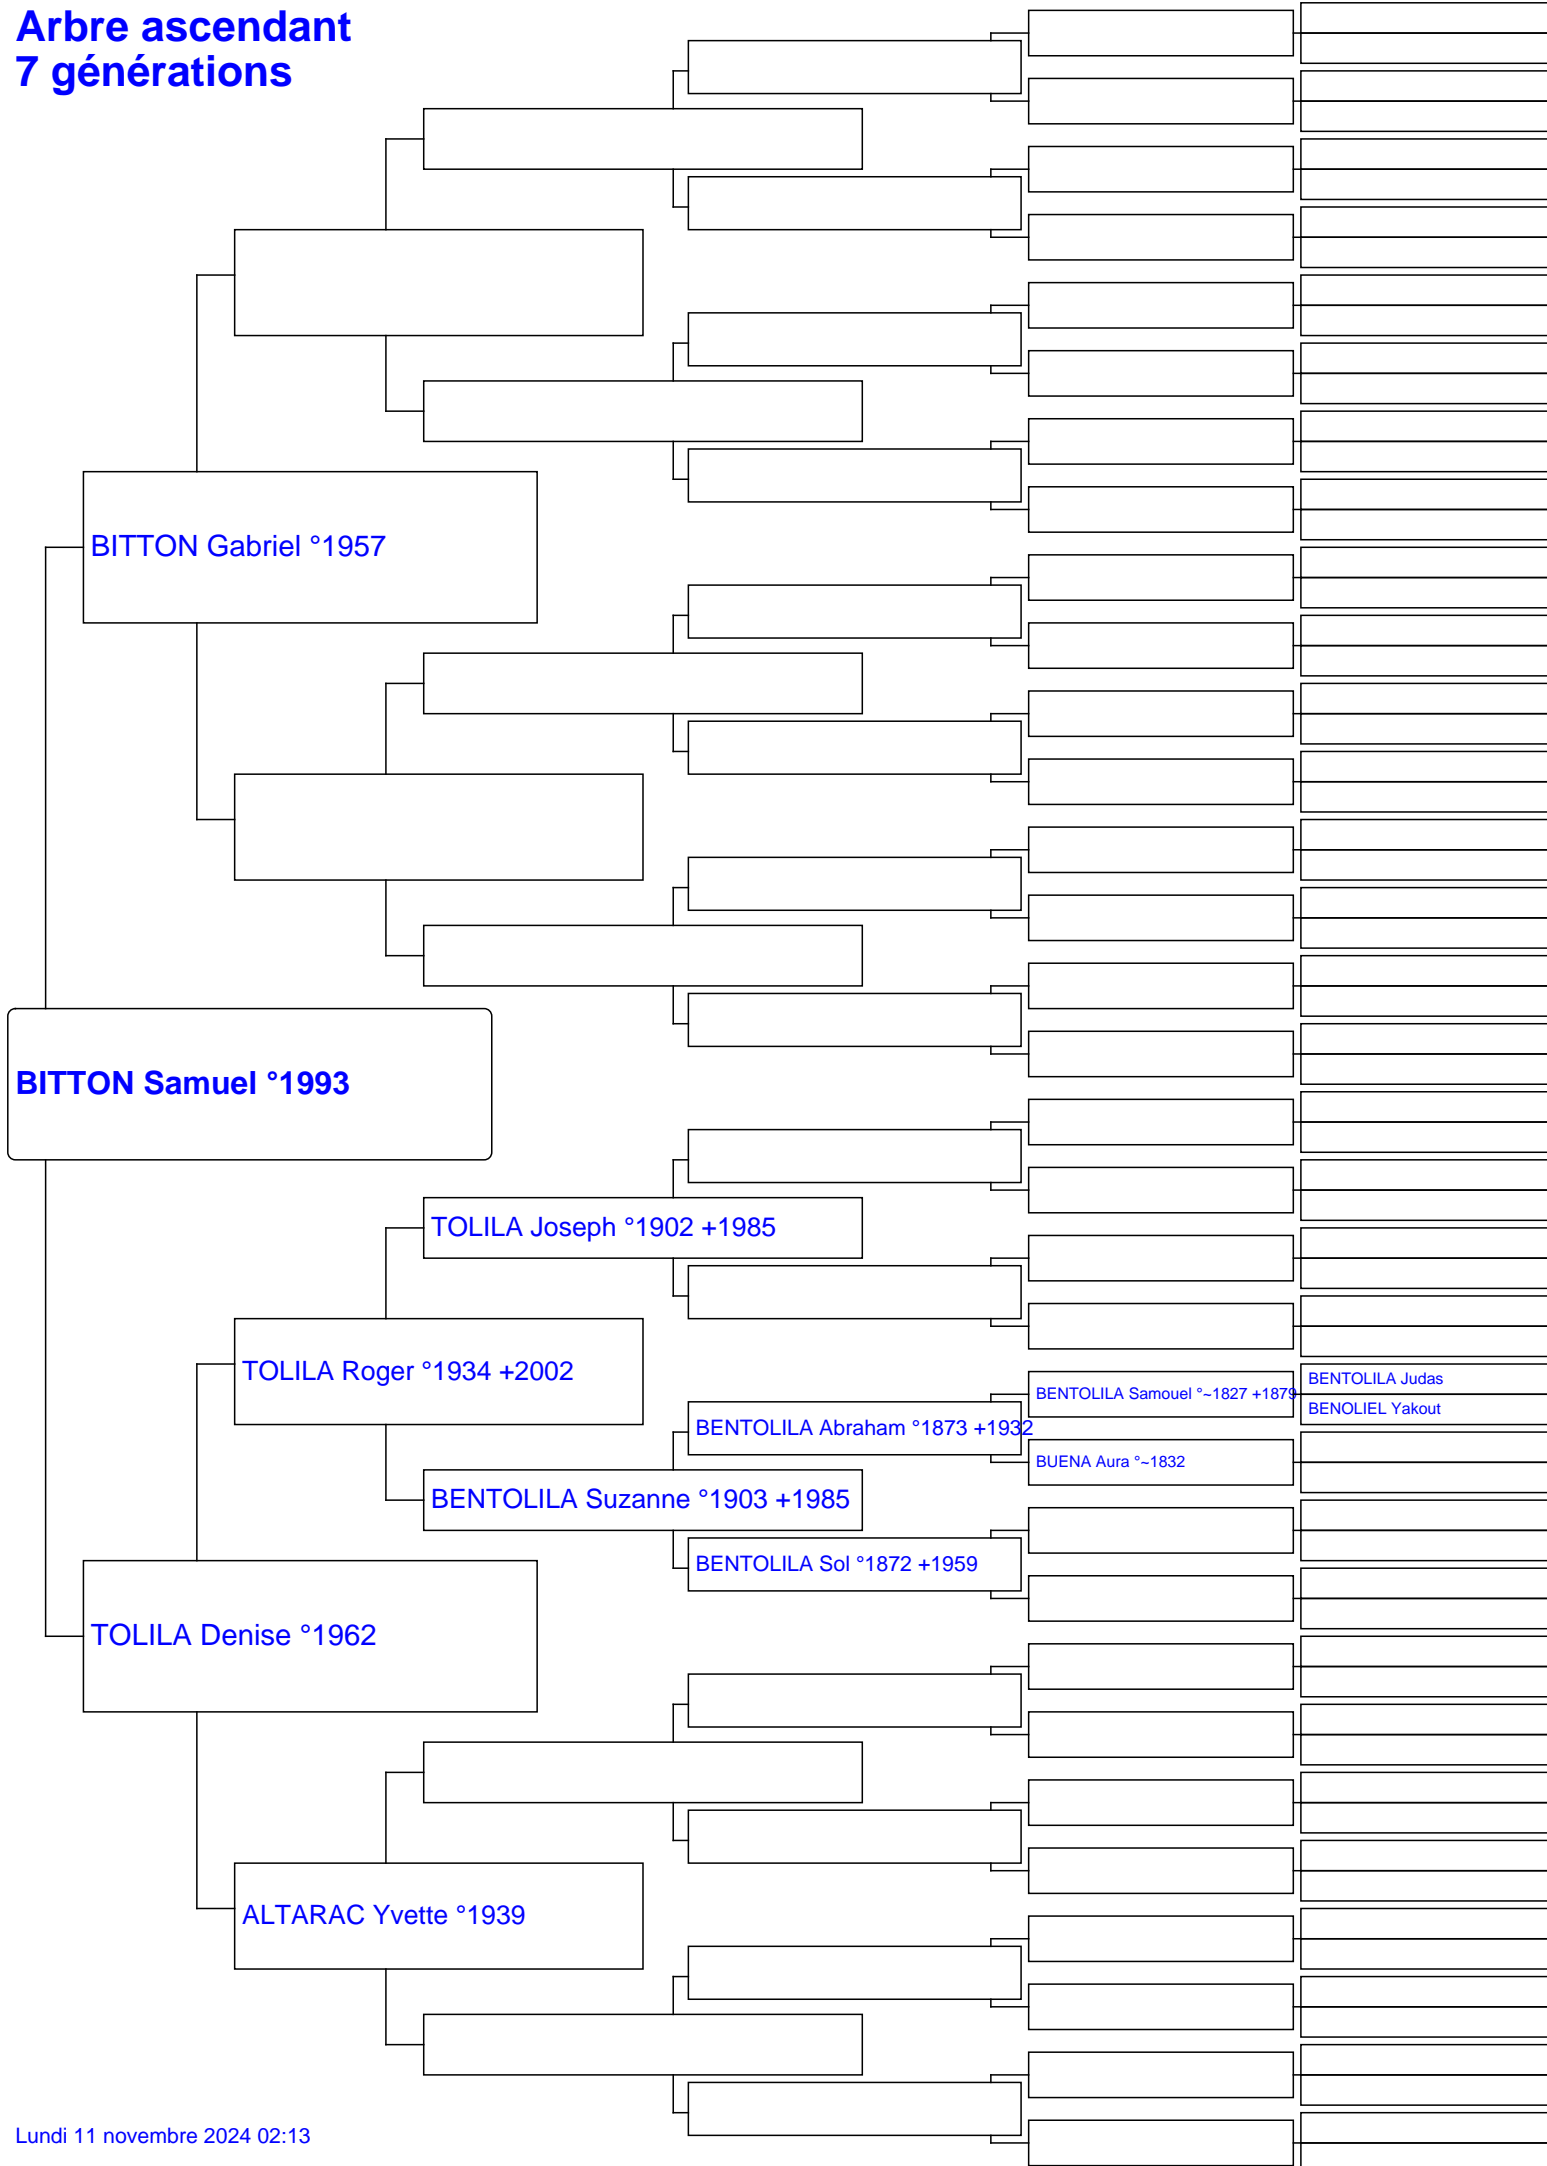 Arbre ascendant
7 générations
BITTON Gabriel °1957
BITTON Samuel °1993
TOLILA Joseph °1902 +1985
TOLILA Roger °1934 +2002
BENTOLILA Samouel °~1827 +1879
BENTOLILA Judas
BENOLIEL Yakout
BENTOLILA Abraham °1873 +1932
BUENA Aura °~1832
BENTOLILA Suzanne °1903 +1985
BENTOLILA Sol °1872 +1959
TOLILA Denise °1962
ALTARAC Yvette °1939
Lundi 11 novembre 2024 02:13